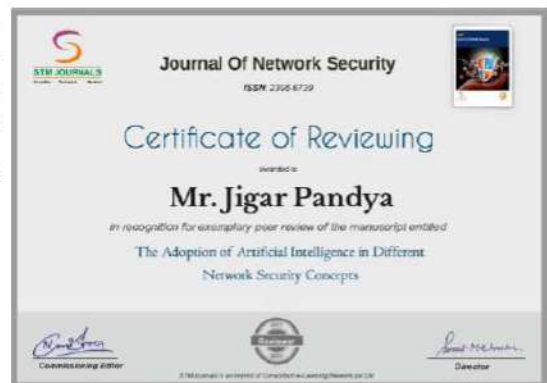 STM JOURNALS
Journal Of Network Security
ISSN: 2395-6739
Certificate of Reviewing
awarded to
Mr. Jigar Pandya
in recognition for exemplary peer review of the manuscript entitled
The Adoption of Artificial Intelligence in Different
Network Security Concepts
Reviewer
Commissioning Editor
Director